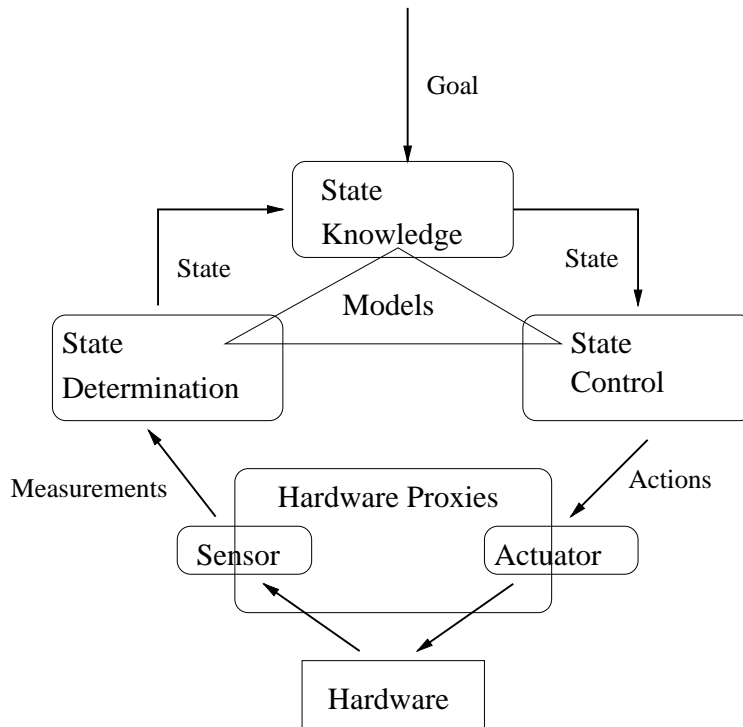 Goal
State
Knowledge
State
State
Models
State
Determination
State
Control
Measurements
Hardware Proxies
Actions
Sensor
Actuator
Hardware